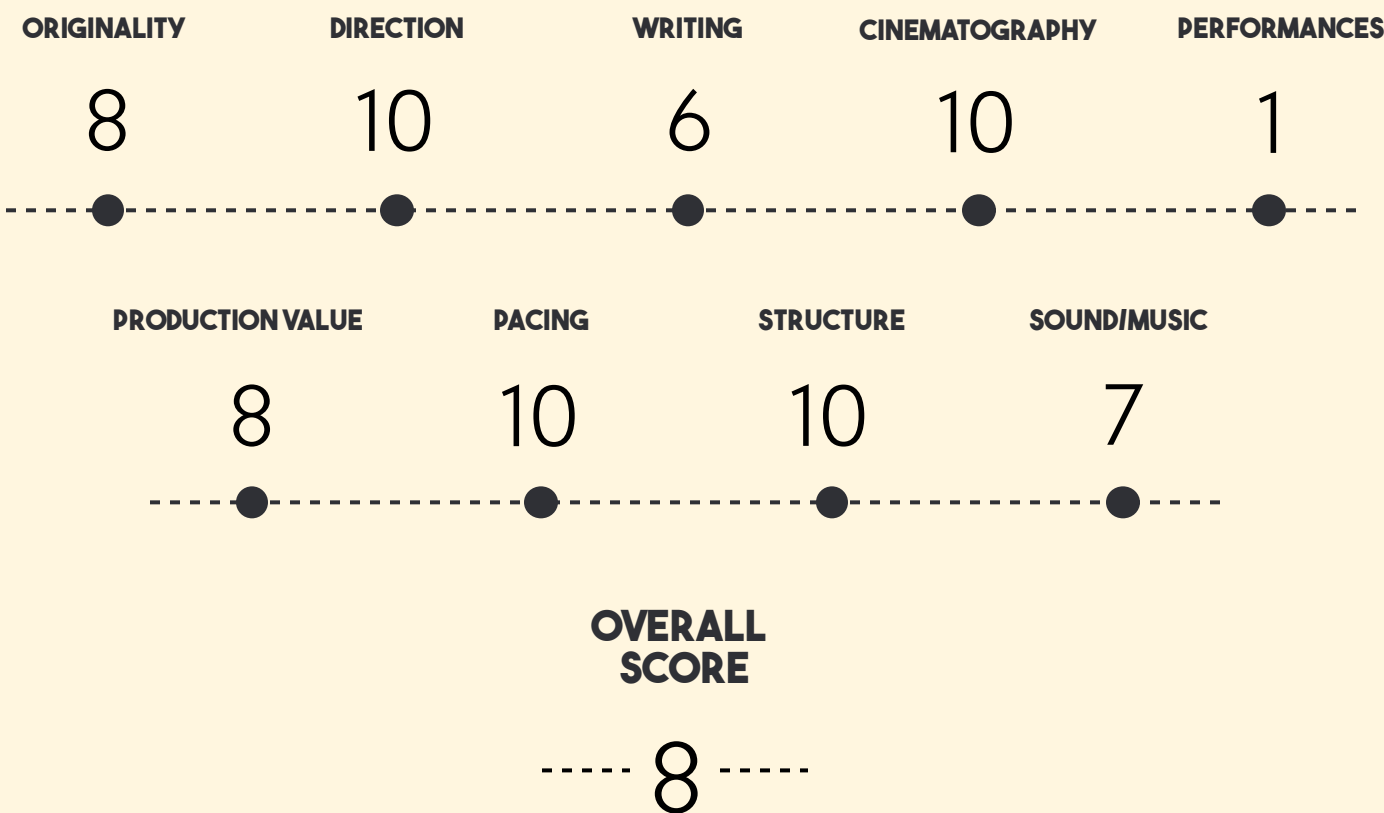 ORIGINALITY DIRECTION WRITING CINEMATOGRAPHY PERFORMANCES
8 10 6 10 1
PRODUCTION VALUE PACING STRUCTURE SOUND/MUSIC
8 10 10 7
OVERALL
SCORE
8